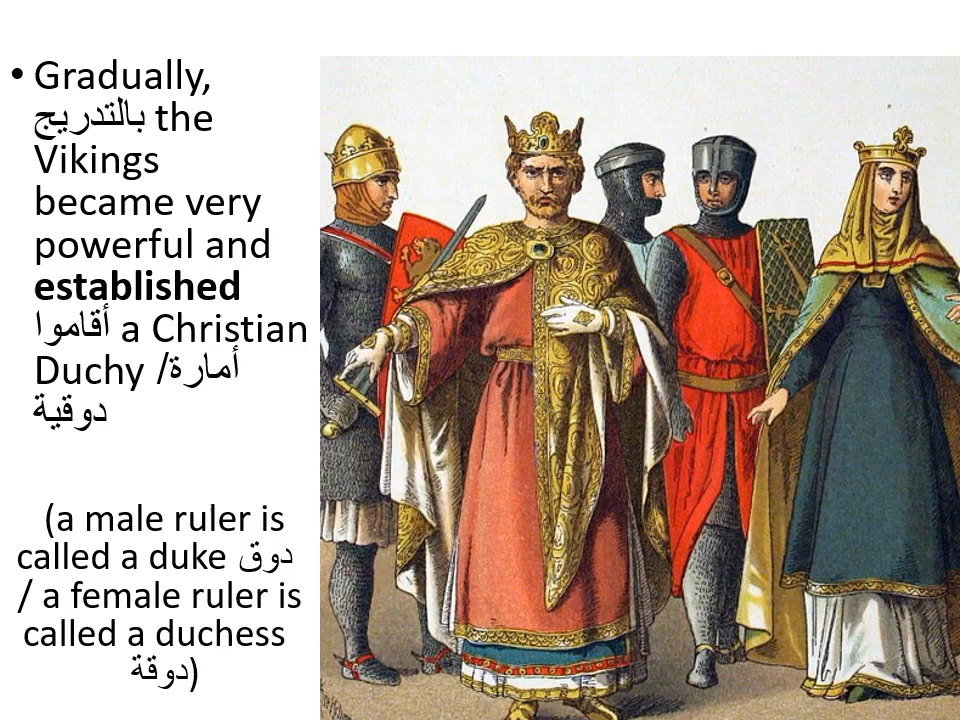 • Gradually,
بالتدريج the
Vikings
became very
powerful and
established
أقاموا a Christian
Duchy /أمارة
دوقية
(a male ruler is
called a duke دوق
/ a female ruler is
called a duchess
دوقة)